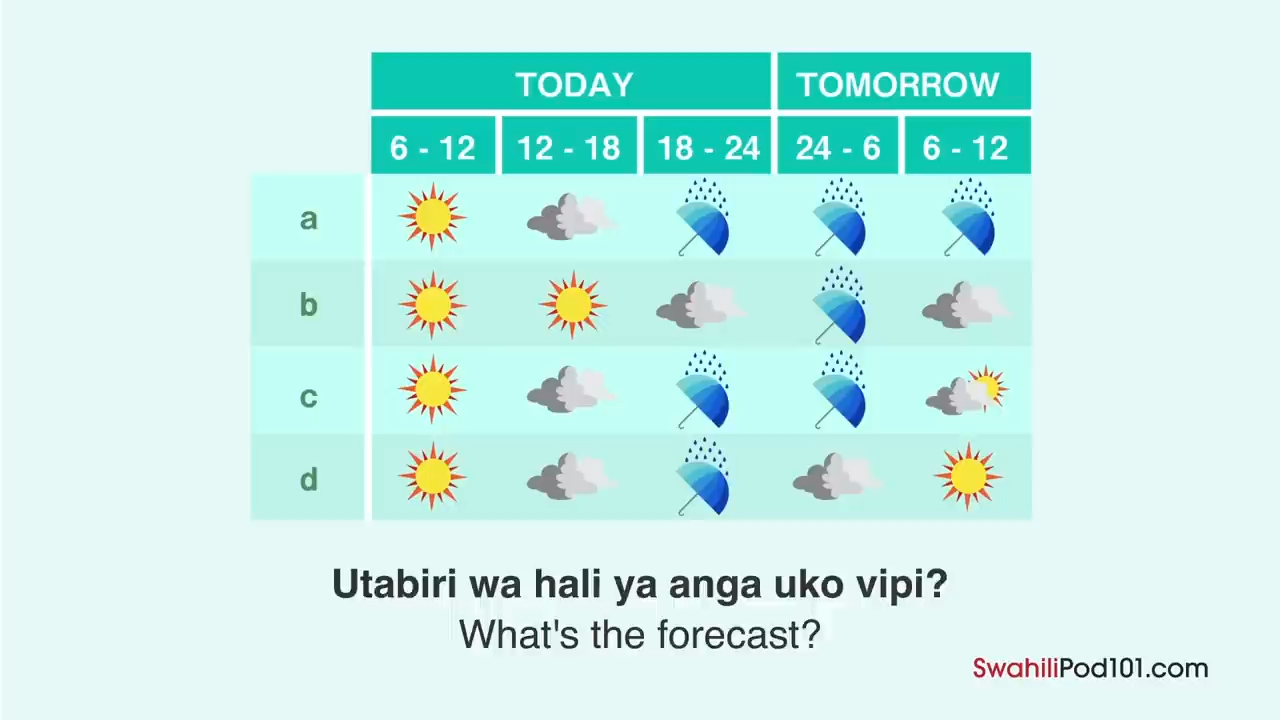 TODAY TOMORROW
6 - 12 12 - 18 18 - 24 24 - 6 6 - 12
a
b
c
d
Utabiri wa hali ya anga uko vipi?
What's the forecast?
SwahiliPod101.com